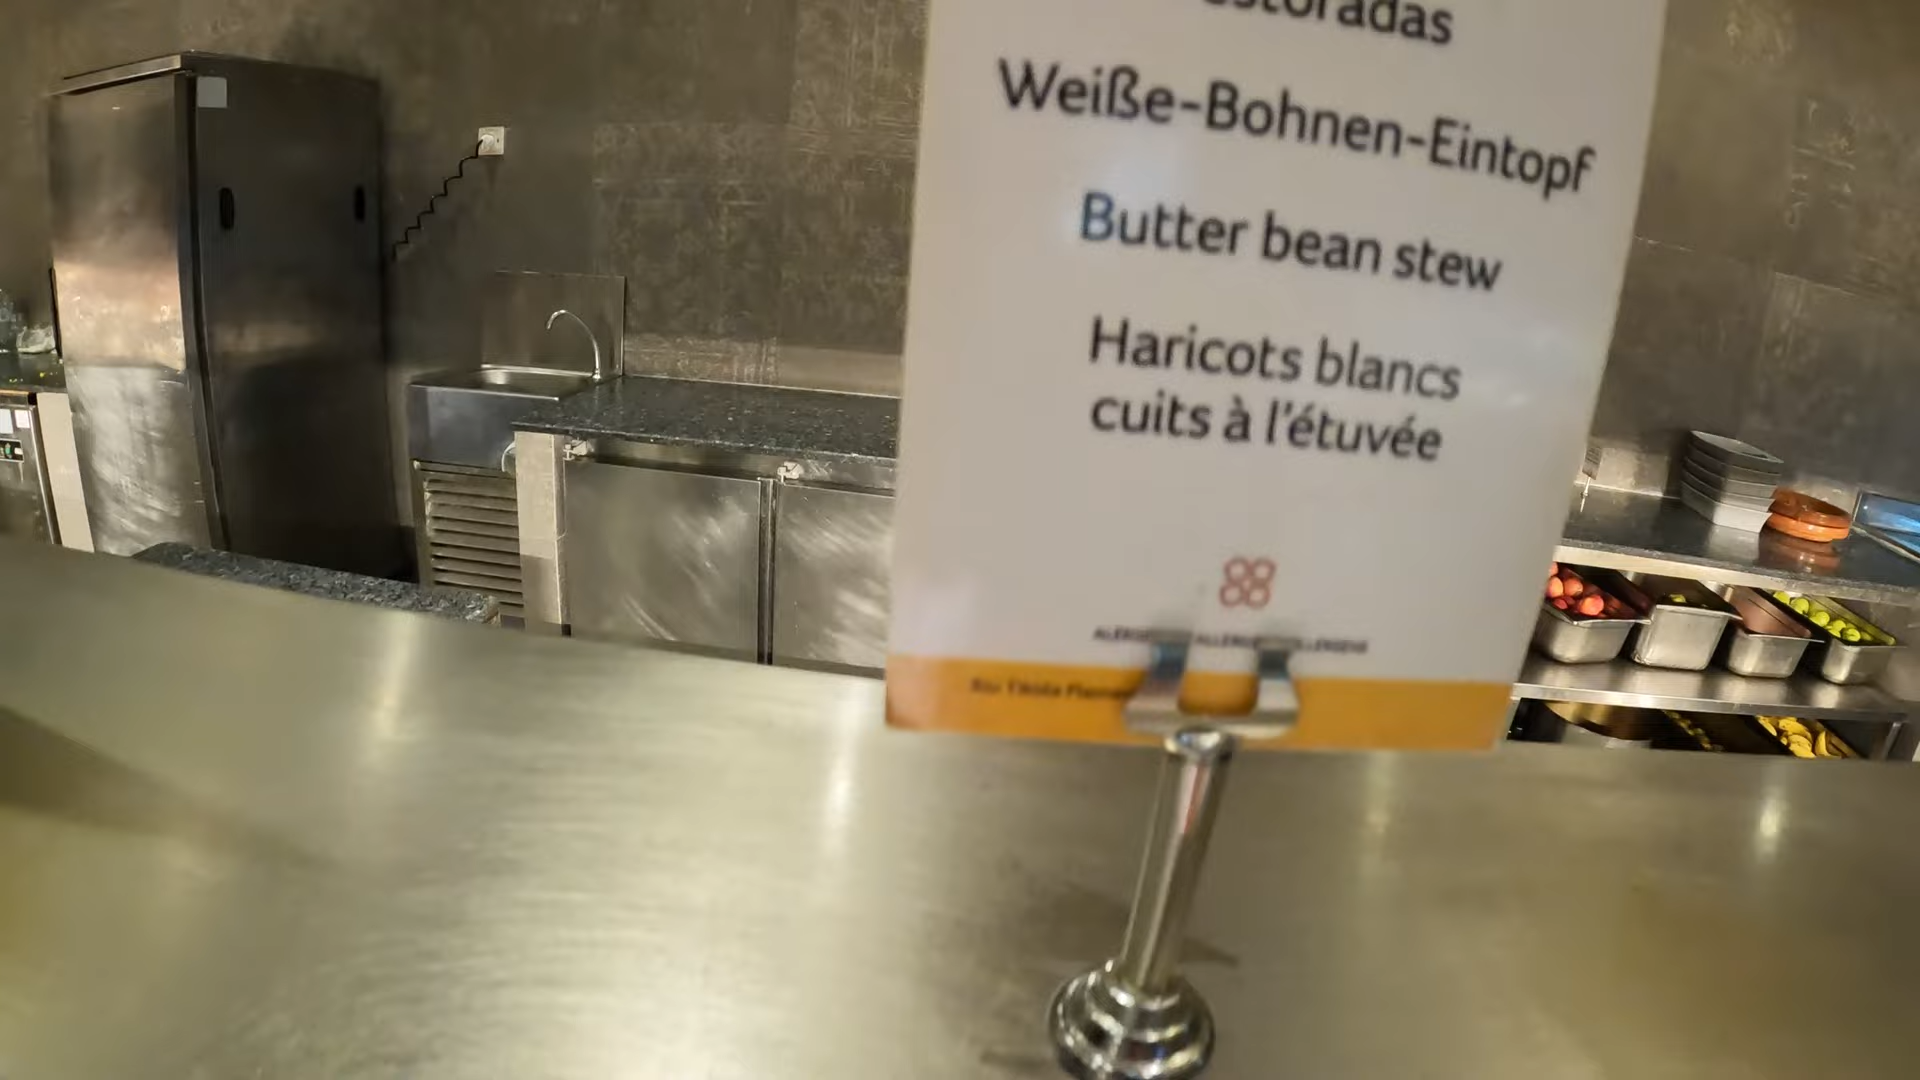 Weiße-Bohnen-Eintopf
Butter bean stew
Haricots blancs
cuits à l'étuvée